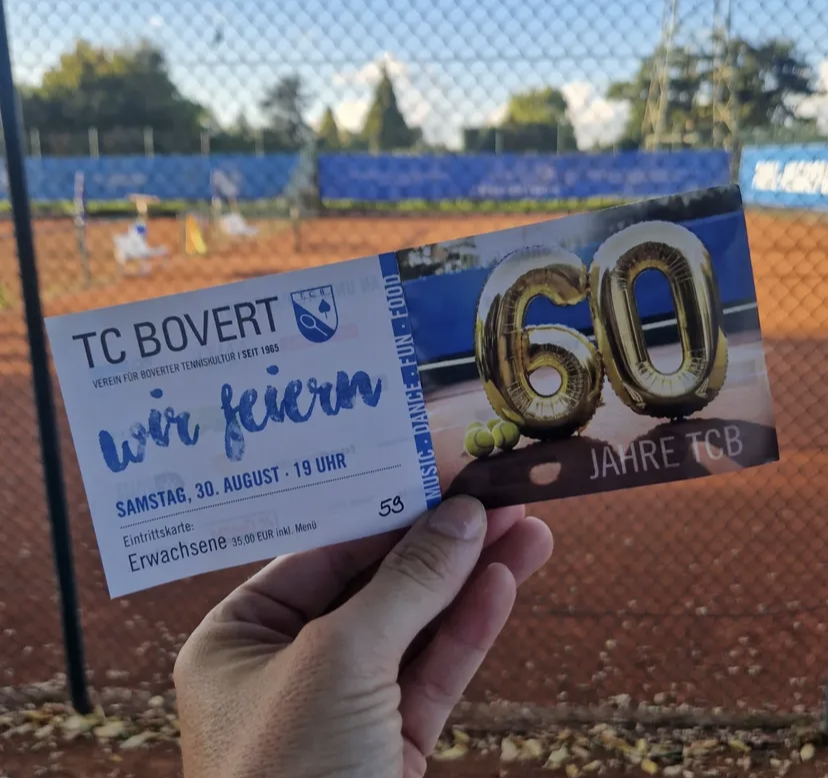 TC BOVERT
T.C.B.
VEREIN FÜR BOVERTER TENNISKULTUR I SEIT 1965
wir feiern
SAMSTAG, 30. AUGUST · 19 UHR
Eintrittskarte:
Erwachsene 35,00 EUR inkl. Menü
59
MUSIC · DANCE · FUN · FOOD
60
JAHRE TCB